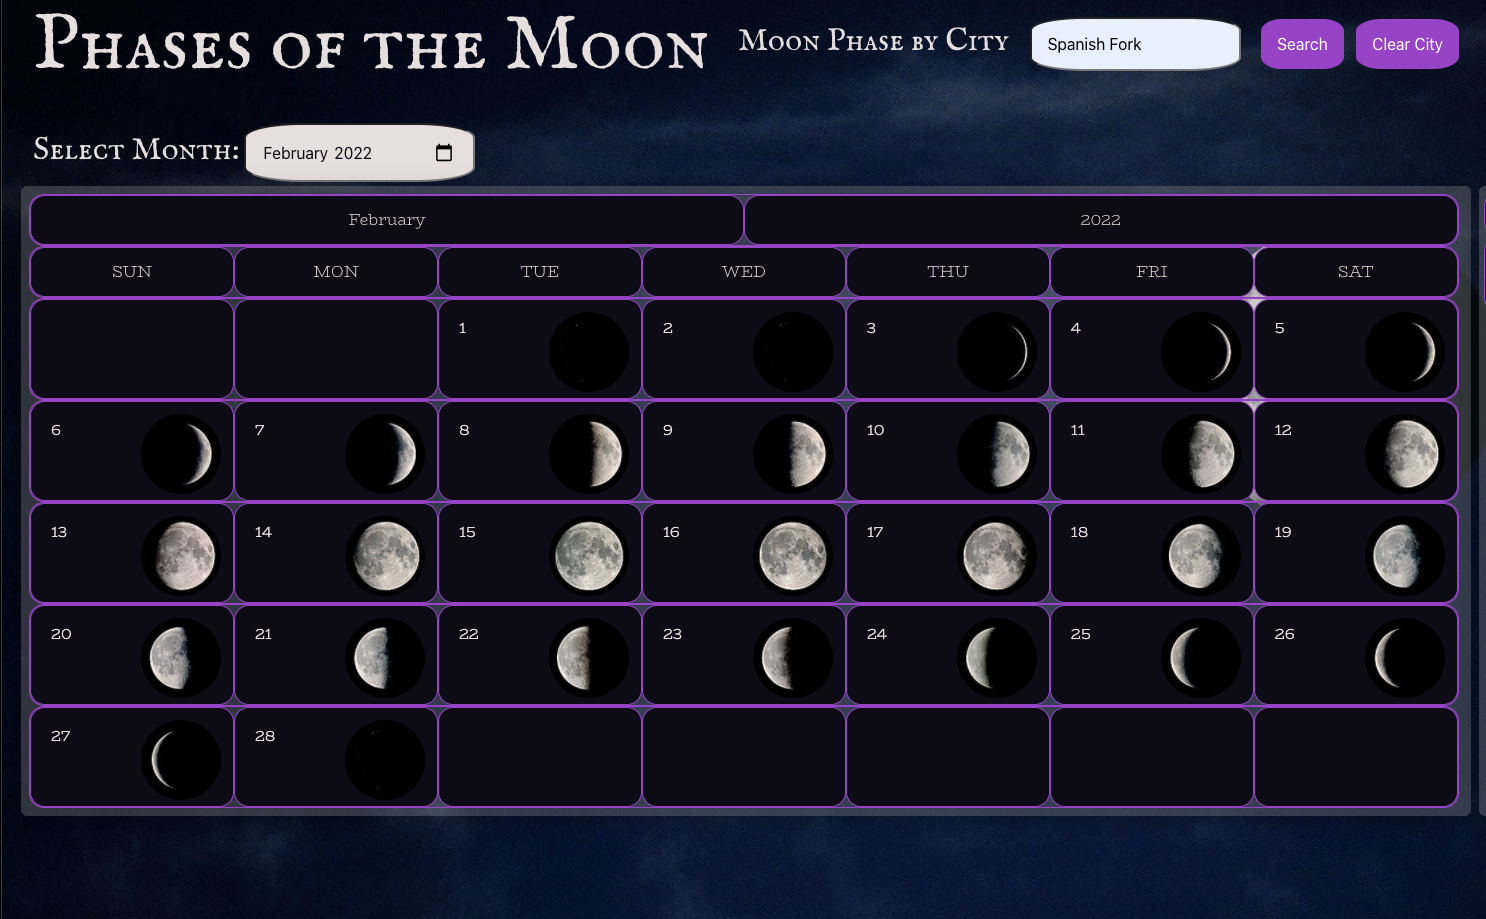 Phases of the Moon Moon Phase by City Spanish Fork Search Clear City
Select Month: February 2022
February 2022
SUN MON TUE WED THU FRI SAT
1 2 3 4 5
6 7 8 9 10 11 12
13 14 15 16 17 18 19
20 21 22 23 24 25 26
27 28